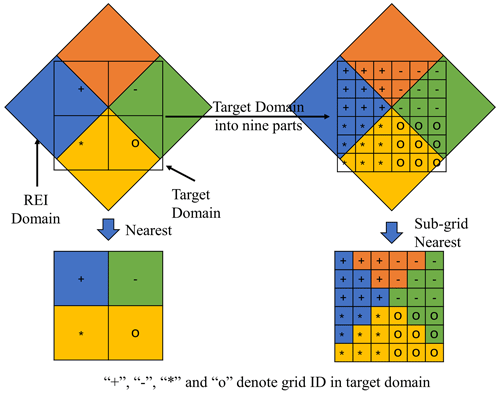 + -
* o
Target Domain
into nine parts
REI
Domain
Target
Domain
Nearest
+ + + - - -
+ + + - - -
+ + + - - -
* * * o o o
* * * o o o
* * * o o o
Sub-grid
Nearest
+ -
* o
+ + + - - -
+ + + - - -
+ + + - - -
* * * o o o
* * * o o o
* * * o o o
“+”, “-”, “*” and “o” denote grid ID in target domain